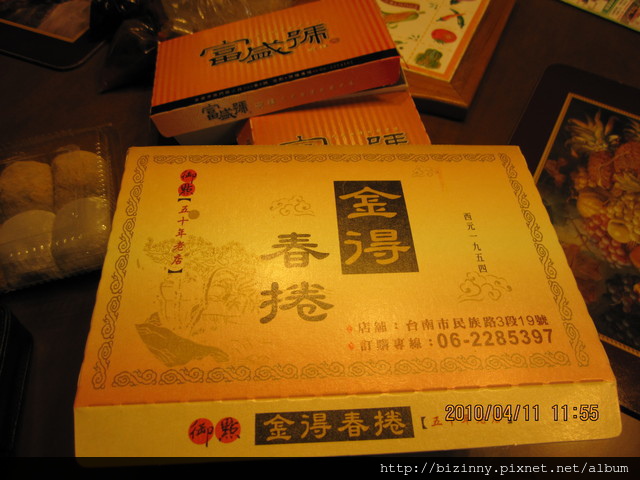 富盛號
富盛號
御點
【五十年老店】
金得
春捲
西元一九五四
店舖：台南市民族路3段19號
訂購專線：06-2285397
御點
金得春捲
2010/04/11 11:55
http://bizinny.pixnet.net/album